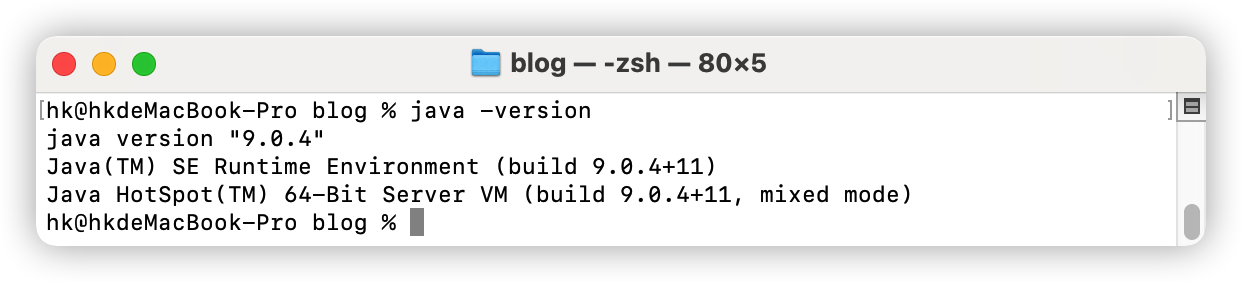 blog — -zsh — 80×5
[hk@hkdeMacBook-Pro blog % java -version ]
java version "9.0.4"
Java(TM) SE Runtime Environment (build 9.0.4+11)
Java HotSpot(TM) 64-Bit Server VM (build 9.0.4+11, mixed mode)
hk@hkdeMacBook-Pro blog %